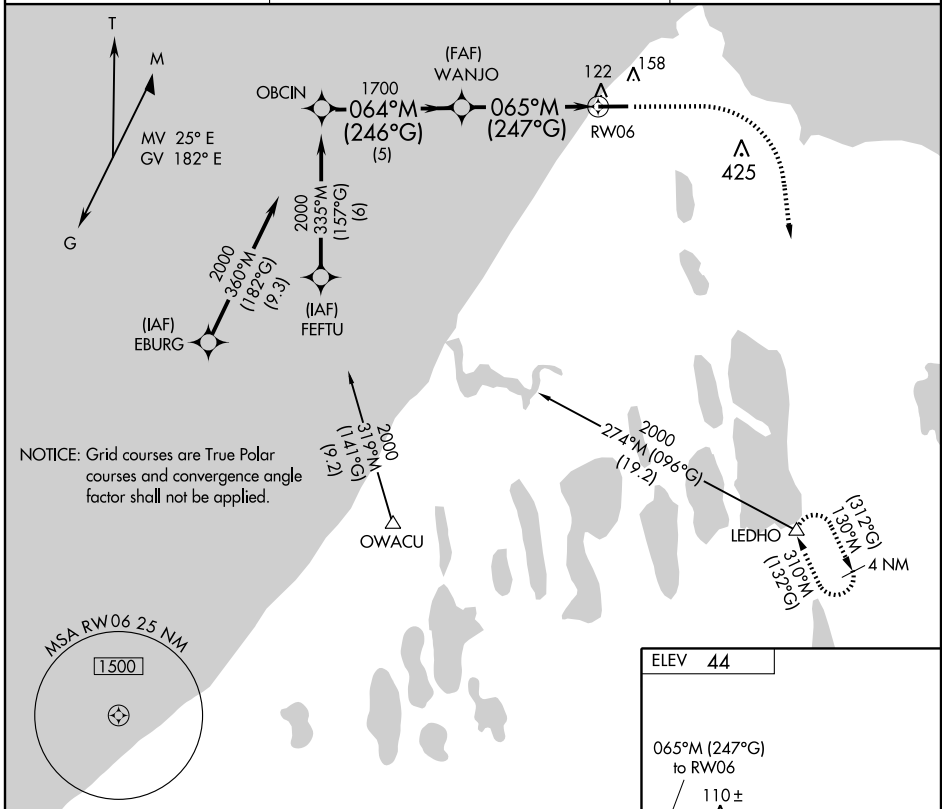 T
M
MV 25° E
GV 182° E
G
OBCIN
1700
064°M
(246°G)
(5)
(FAF)
WANJO
065°M
(247°G)
122
158
RW06
425
2000
335°M
(157°G)
(6)
(IAF)
FEFTU
2000
360°M
(182°G)
(9.3)
(IAF)
EBURG
NOTICE: Grid courses are True Polar
courses and convergence angle
factor shall not be applied.
2000
319°M
(141°G)
(9.2)
OWACU
2000
274°M (096°G)
(19.2)
LEDHO
(312°G)
130°M
4 NM
310°M
(132°G)
MSA RW06 25 NM
1500
ELEV 44
065°M (247°G)
to RW06
110 ±